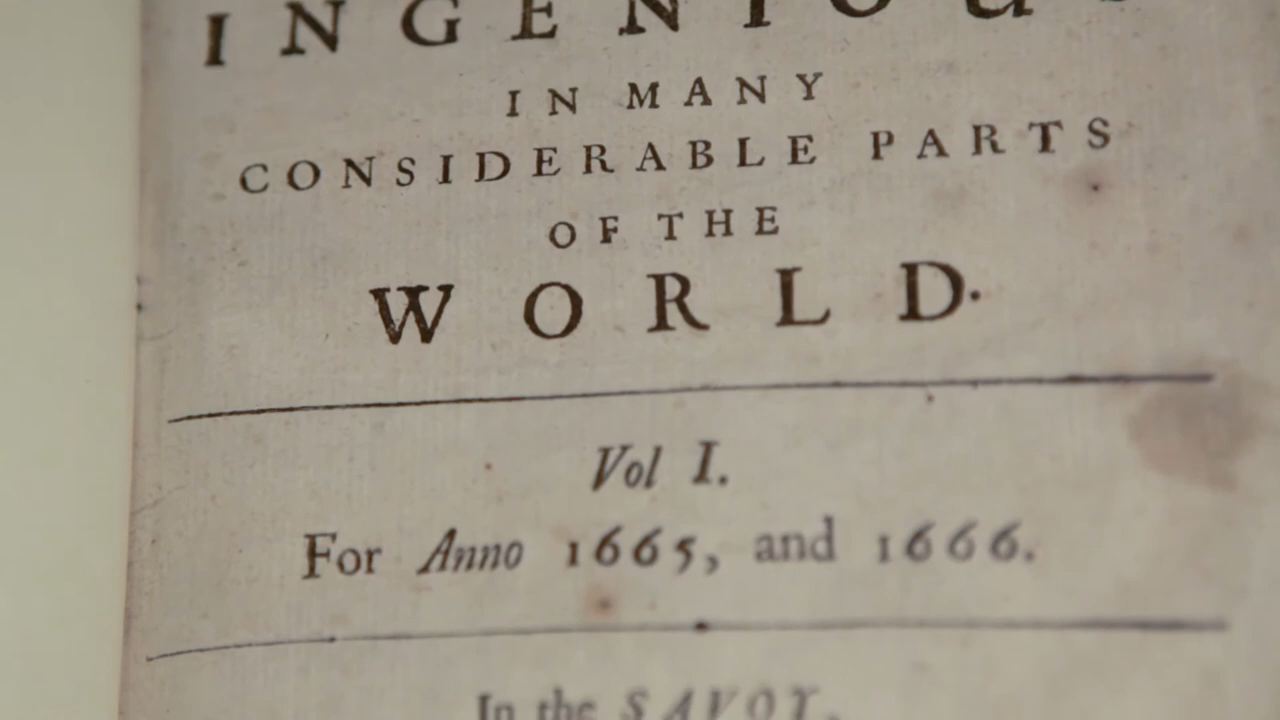 INGENIOUS
IN MANY
CONSIDERABLE PARTS
OF THE
WORLD.
Vol I.
For Anno 1665, and 1666.
In the SAVOY,